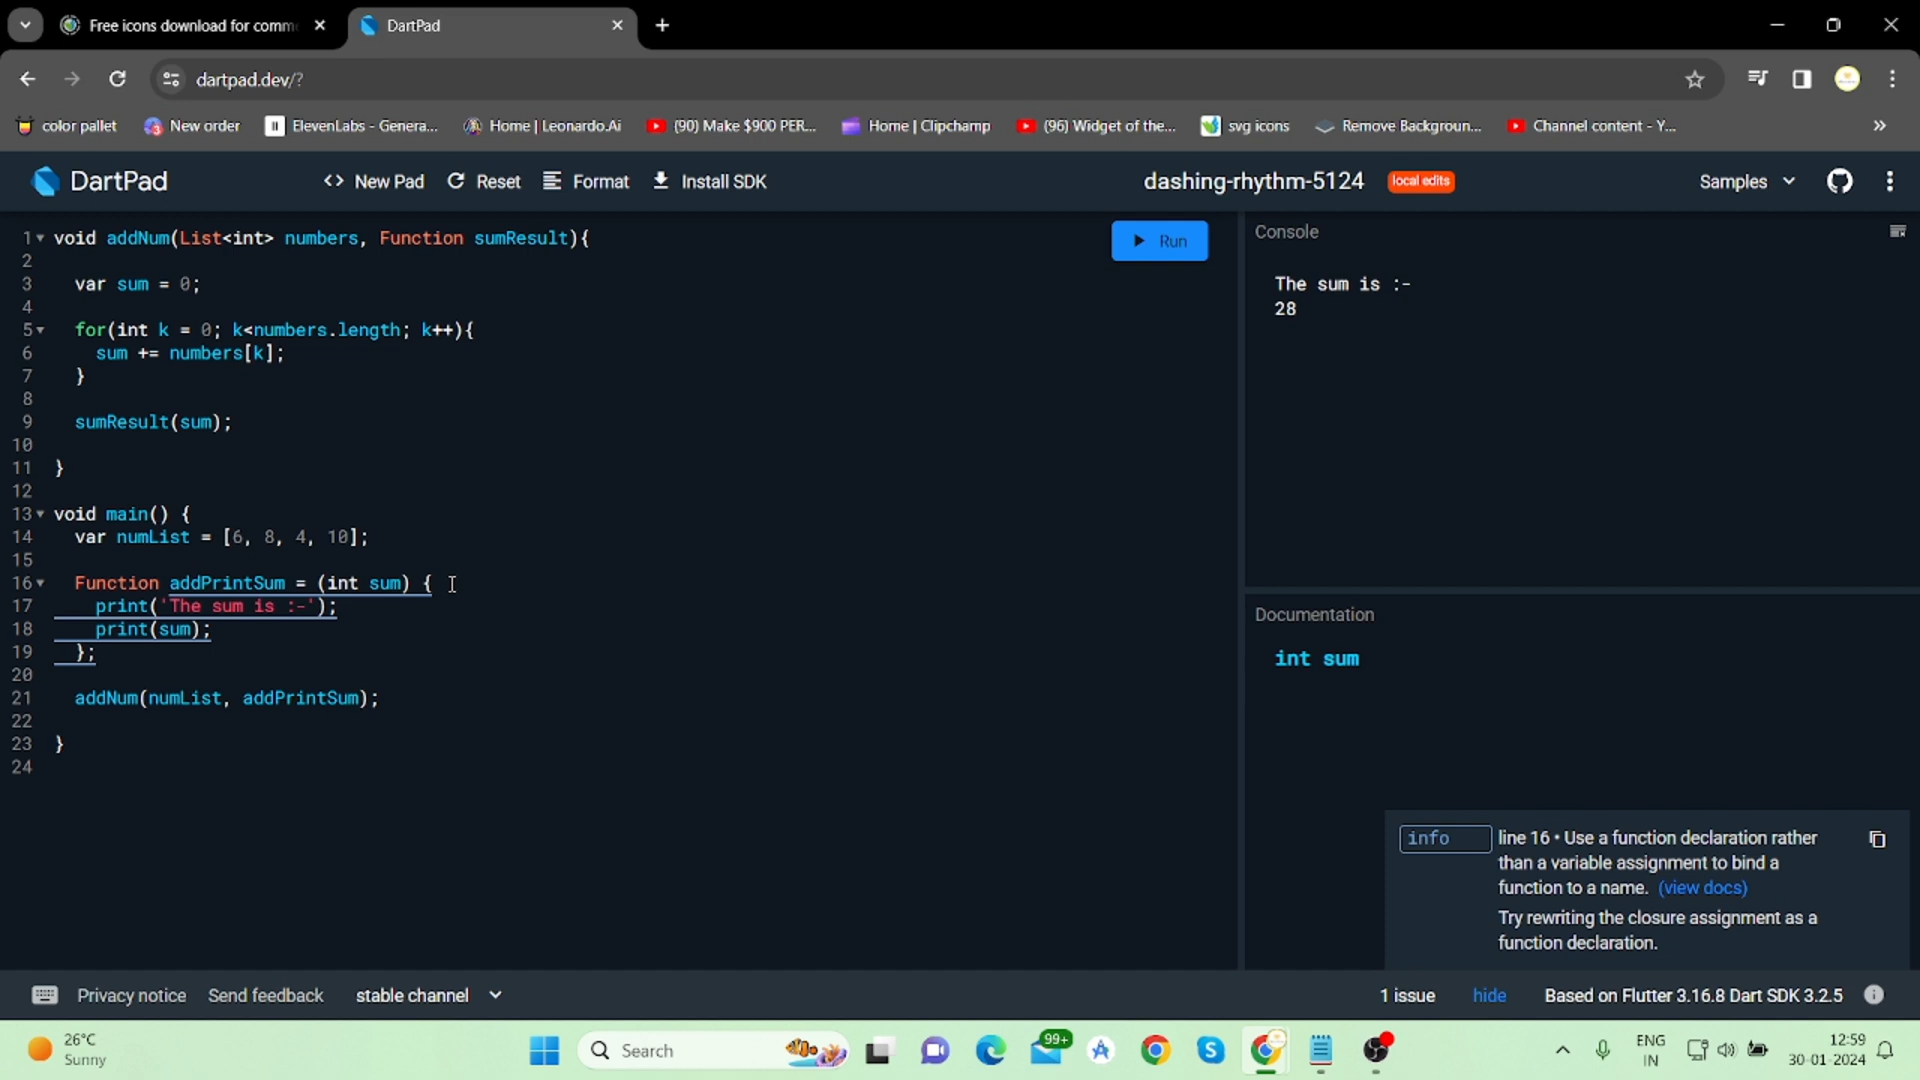 Free icons download for comme
DartPad
dartpad.dev/?
color pallet
New order
ElevenLabs - Genera...
Home | Leonardo.Ai
(90) Make $900 PER...
Home | Clipchamp
(96) Widget of the...
svg icons
Remove Backgroun...
Channel content - Y...
DartPad
<> New Pad
Reset
Format
Install SDK
dashing-rhythm-5124
local edits
Samples
1 void addNum(List<int> numbers, Function sumResult){
2
3 var sum = 0;
4
5 for(int k = 0; k<numbers.length; k++){
6 sum += numbers[k];
7 }
8
9 sumResult(sum);
10
11 }
12
13 void main() {
14 var numList = [6, 8, 4, 10];
15
16 Function addPrintSum = (int sum) {
17 print('The sum is :-');
18 print(sum);
19 };
20
21 addNum(numList, addPrintSum);
22
23 }
24
Run
Console
The sum is :-
28
Documentation
int sum
info
line 16 • Use a function declaration rather
than a variable assignment to bind a
function to a name. (view docs)
Try rewriting the closure assignment as a
function declaration.
Privacy notice
Send feedback
stable channel
1 issue
hide
Based on Flutter 3.16.8 Dart SDK 3.2.5
26°C
Sunny
Search
99+
ENG
IN
12:59
30-01-2024